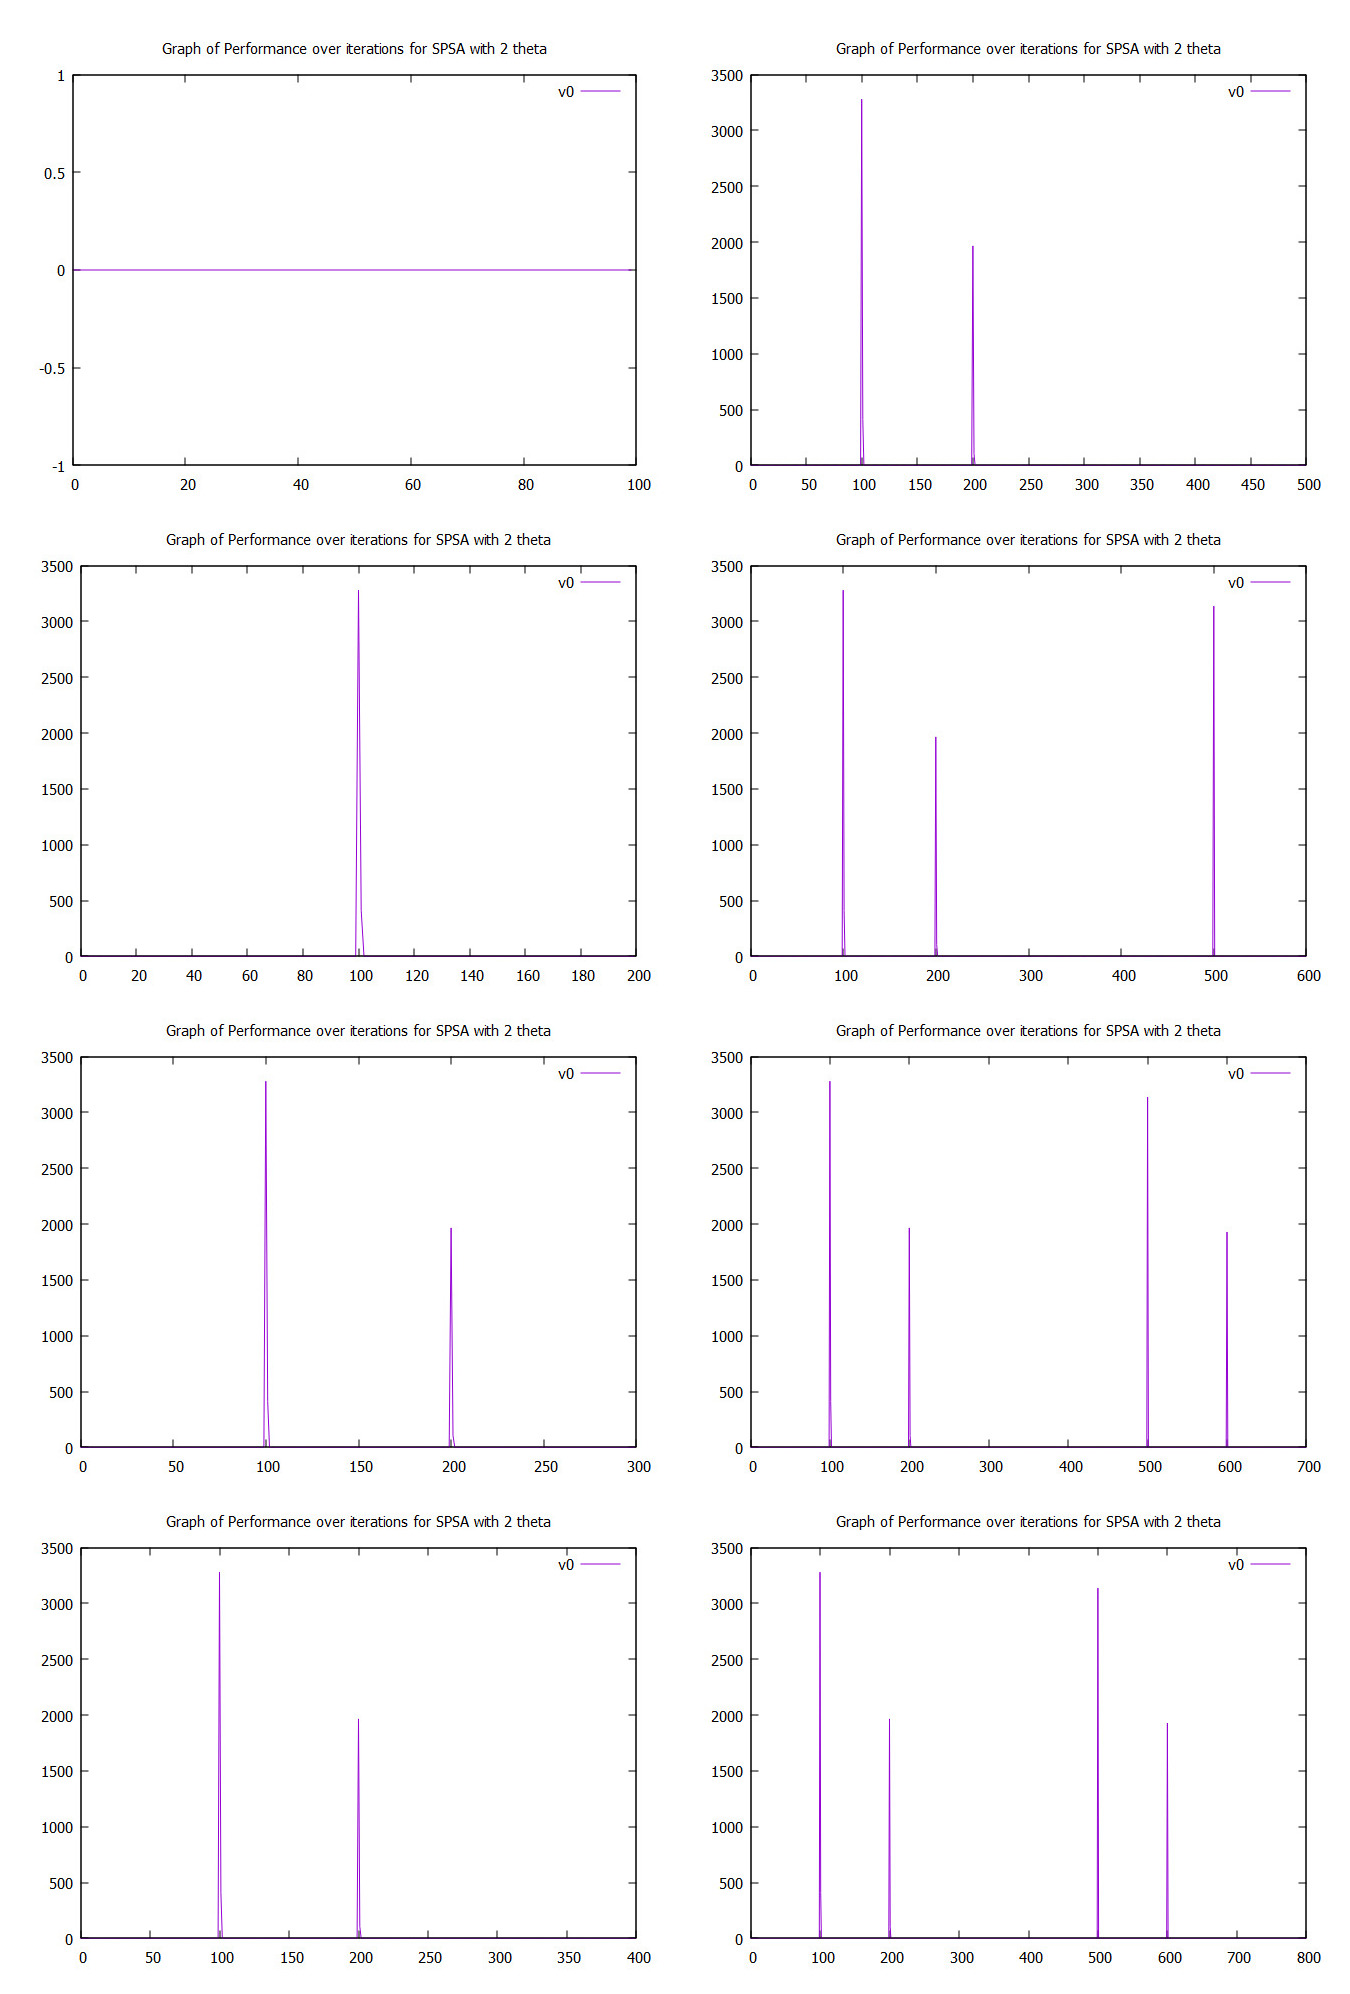 Graph of Performance over iterations for SPSA with 2 theta
v0
1
0.5
0
-0.5
-1
0 20 40 60 80 100
Graph of Performance over iterations for SPSA with 2 theta
v0
3500
3000
2500
2000
1500
1000
500
0
0 50 100 150 200 250 300 350 400 450 500
Graph of Performance over iterations for SPSA with 2 theta
v0
3500
3000
2500
2000
1500
1000
500
0
0 20 40 60 80 100 120 140 160 180 200
Graph of Performance over iterations for SPSA with 2 theta
v0
3500
3000
2500
2000
1500
1000
500
0
0 100 200 300 400 500 600
Graph of Performance over iterations for SPSA with 2 theta
v0
3500
3000
2500
2000
1500
1000
500
0
0 50 100 150 200 250 300
Graph of Performance over iterations for SPSA with 2 theta
v0
3500
3000
2500
2000
1500
1000
500
0
0 100 200 300 400 500 600 700
Graph of Performance over iterations for SPSA with 2 theta
v0
3500
3000
2500
2000
1500
1000
500
0
0 50 100 150 200 250 300 350 400
Graph of Performance over iterations for SPSA with 2 theta
v0
3500
3000
2500
2000
1500
1000
500
0
0 100 200 300 400 500 600 700 800